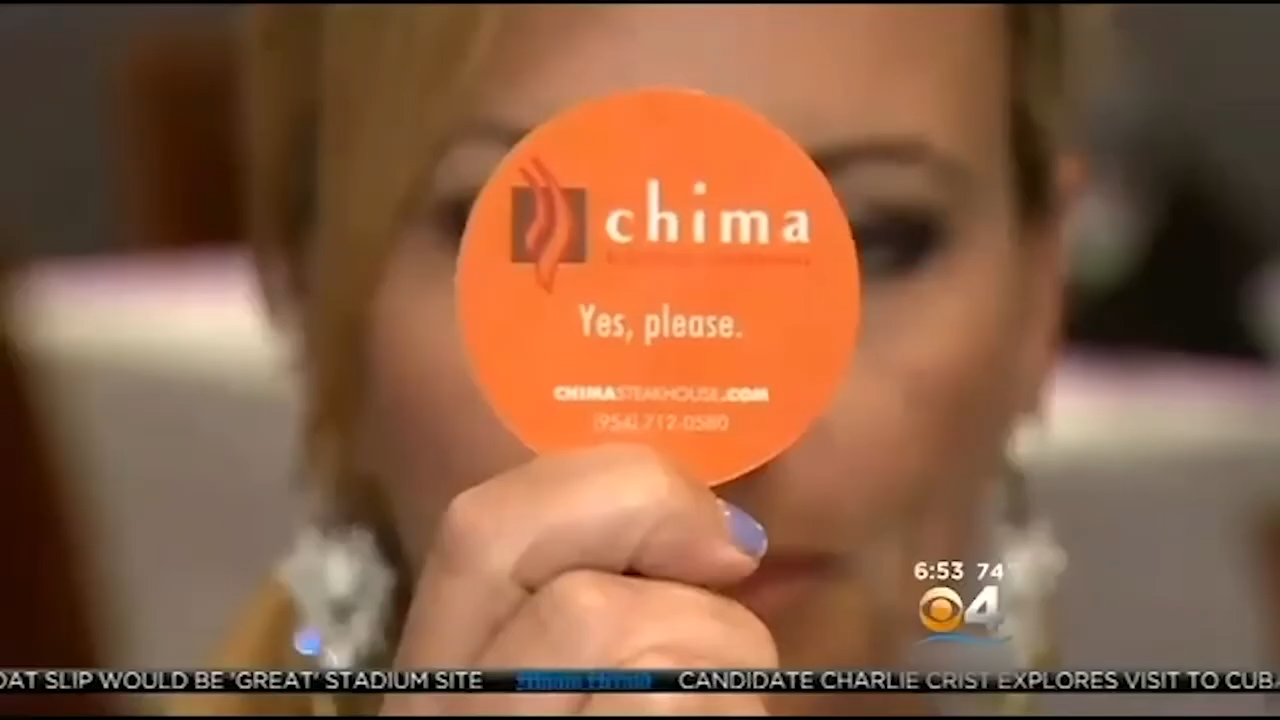 chima
Yes, please.
CHIMASTEAKHOUSE.COM
(954) 712-0580
6:53 74°
4
OAT SLIP WOULD BE 'GREAT' STADIUM SITE CANDIDATE CHARLIE CRIST EXPLORES VISIT TO CUBA